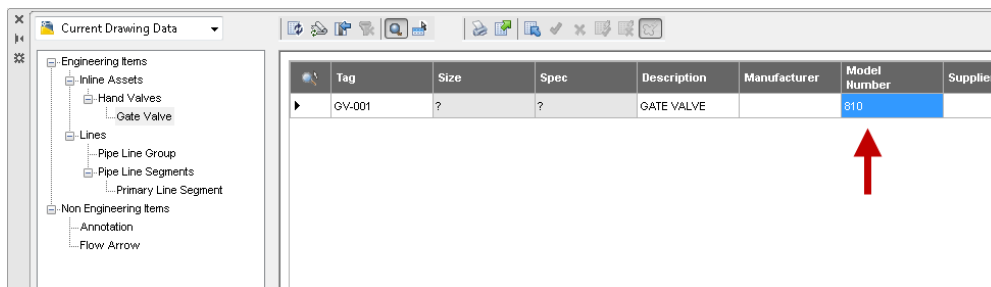 Current Drawing Data
Engineering Items
Inline Assets
Hand Valves
Gate Valve
Lines
Pipe Line Group
Pipe Line Segments
Primary Line Segment
Non Engineering Items
Annotation
Flow Arrow
Tag Size Spec Description Manufacturer Model Number Supplie
GV-001 ? ? GATE VALVE 810